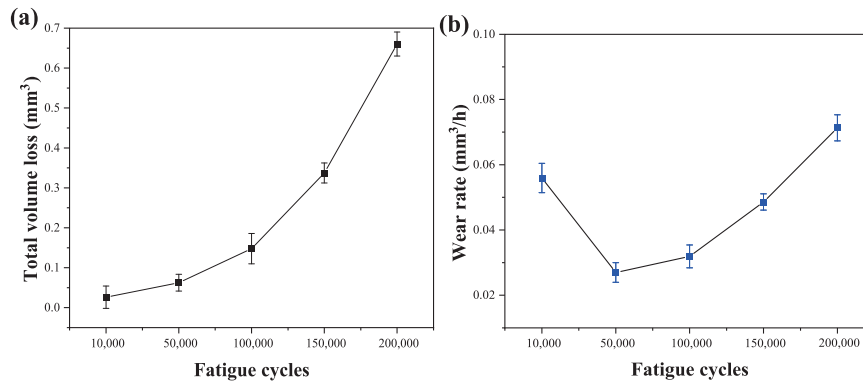 (a)
Total volume loss (mm³)
0.7
0.6
0.5
0.4
0.3
0.2
0.1
0.0
10,000 50,000 100,000 150,000 200,000
Fatigue cycles
(b)
Wear rate (mm³/h)
0.10
0.08
0.06
0.04
0.02
10,000 50,000 100,000 150,000 200,000
Fatigue cycles